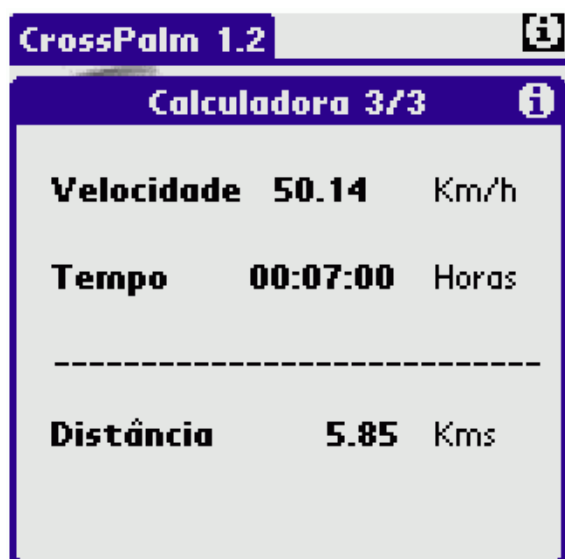 CrossPalm 1.2 i
Calculadora 3/3 i
Velocidade 50.14 Km/h
Tempo 00:07:00 Horas
----------------------------
Distância 5.85 Kms